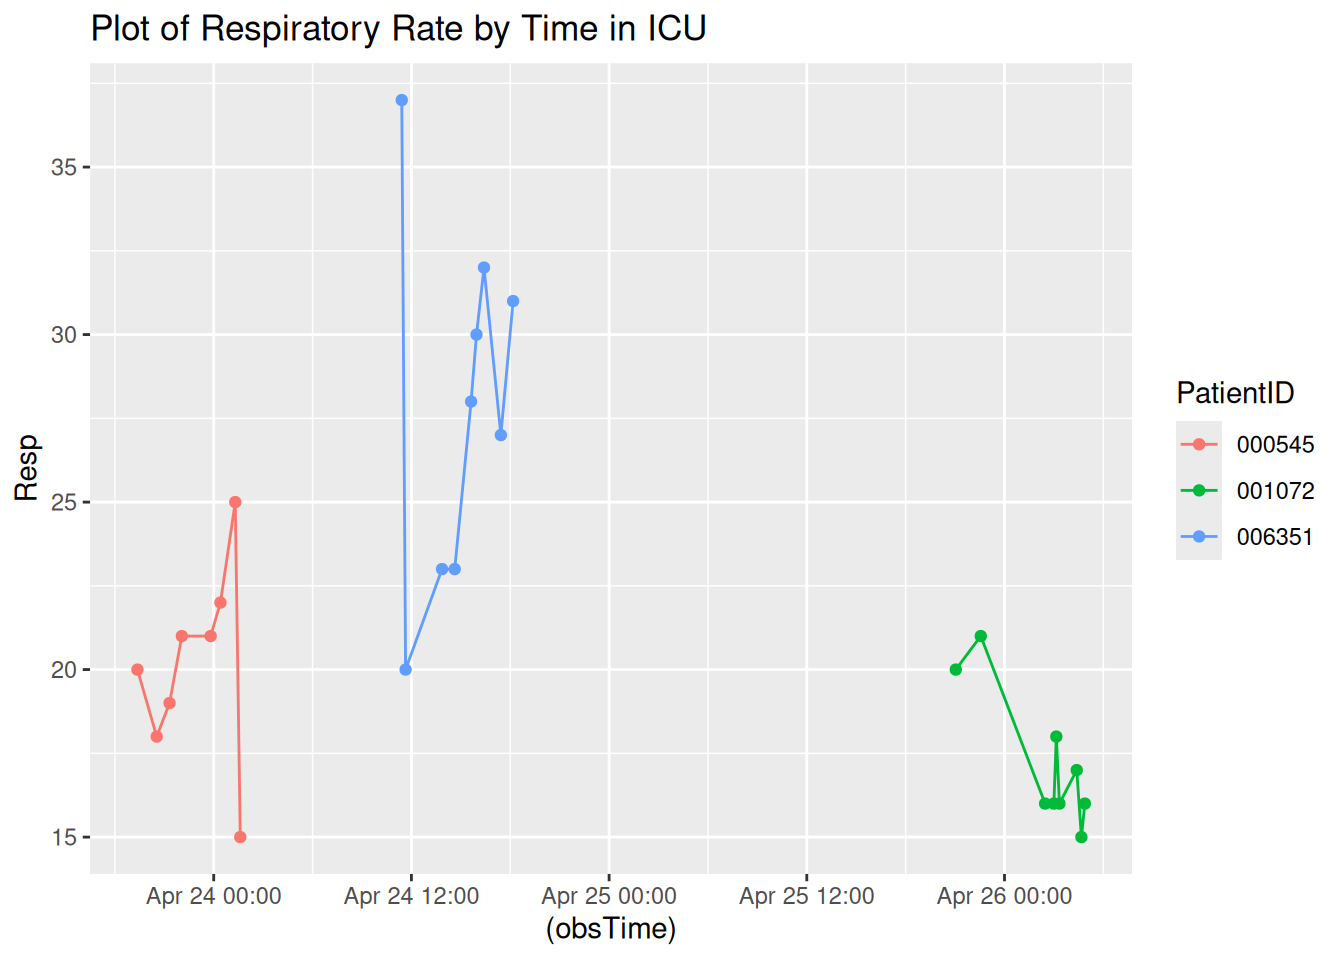 Plot of Respiratory Rate by Time in ICU
35
30
25
20
15
Resp
Apr 24 00:00 Apr 24 12:00 Apr 25 00:00 Apr 25 12:00 Apr 26 00:00
(obsTime)
PatientID
000545
001072
006351